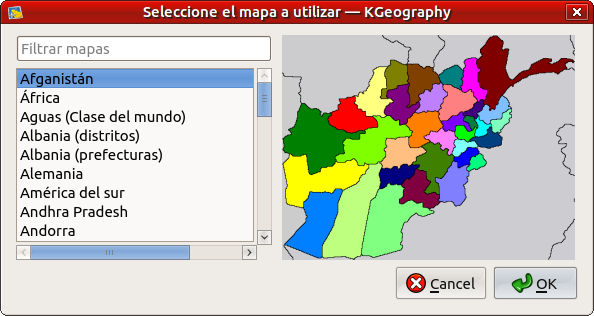 Seleccione el mapa a utilizar — KGeography
Filtrar mapas
Afganistán
África
Aguas (Clase del mundo)
Albania (distritos)
Albania (prefecturas)
Alemania
América del sur
Andhra Pradesh
Andorra
Cancel
OK